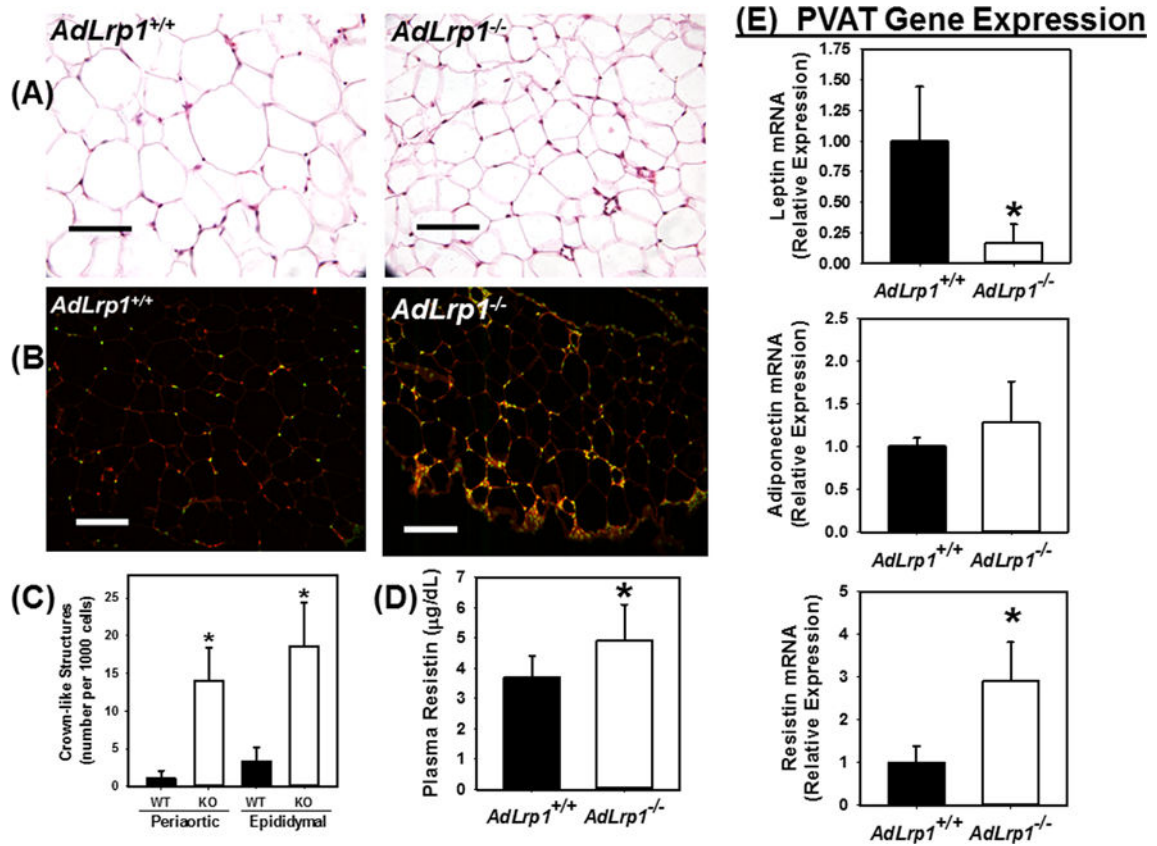 (A)
AdLrp1+/+
AdLrp1-/-
(B)
AdLrp1+/+
AdLrp1-/-
(C)
Crown-like Structures
(number per 1000 cells)
25
20
15
10
5
0
WT KO WT KO
Periaortic Epididymal
*
*
(D)
Plasma Resistin (µg/dL)
7
6
5
4
3
2
1
0
*
AdLrp1+/+ AdLrp1-/-
(E) PVAT Gene Expression
Leptin mRNA
(Relative Expression)
1.75
1.50
1.25
1.00
0.75
0.50
0.25
0.00
*
AdLrp1+/+ AdLrp1-/-
Adiponectin mRNA
(Relative Expression)
2.5
2.0
1.5
1.0
0.5
0.0
AdLrp1+/+ AdLrp1-/-
Resistin mRNA
(Relative Expression)
5
4
3
2
1
0
*
AdLrp1+/+ AdLrp1-/-